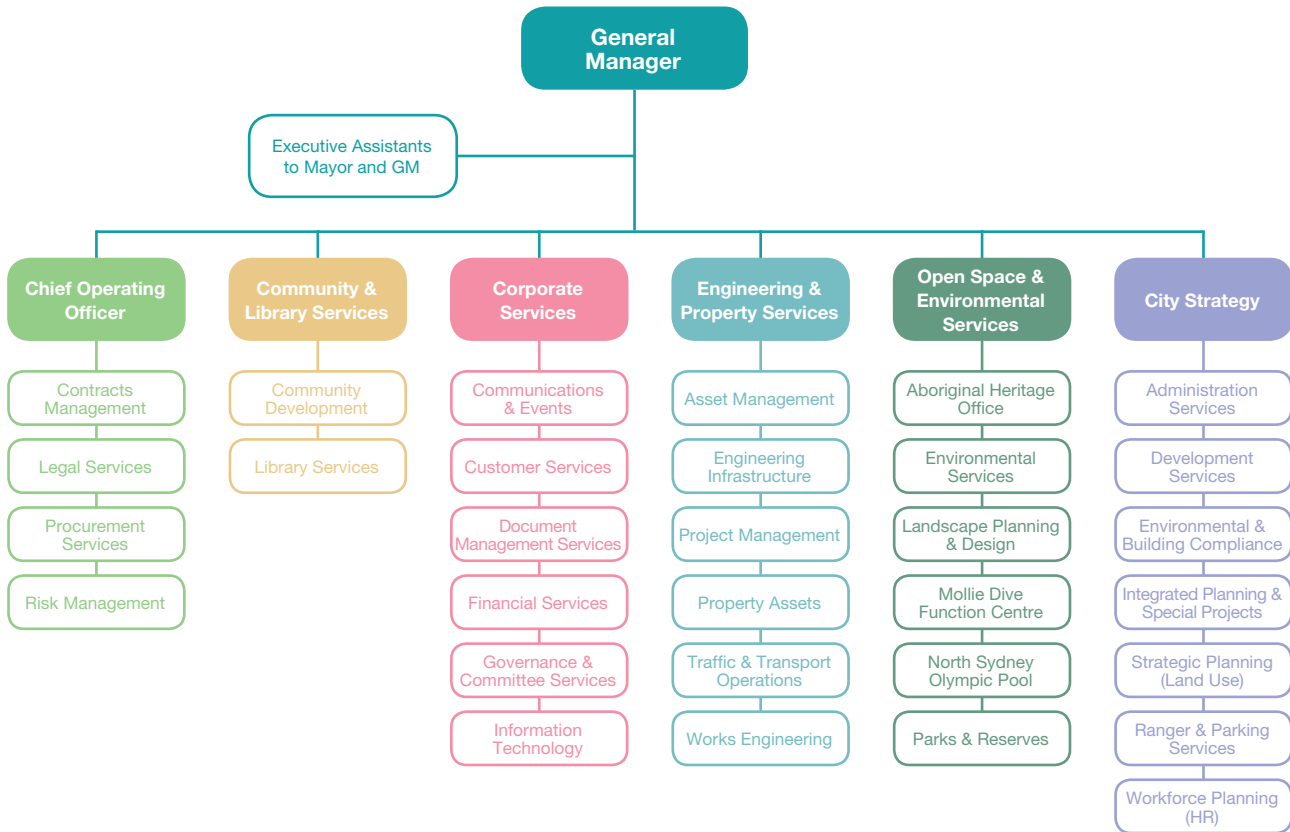 General
Manager
Executive Assistants
to Mayor and GM
Chief Operating
Officer
Contracts
Management
Legal Services
Procurement
Services
Risk Management
Community &
Library Services
Community
Development
Library Services
Corporate
Services
Communications
& Events
Customer Services
Document
Management Services
Financial Services
Governance &
Committee Services
Information
Technology
Engineering &
Property Services
Asset Management
Engineering
Infrastructure
Project Management
Property Assets
Traffic & Transport
Operations
Works Engineering
Open Space &
Environmental
Services
Aboriginal Heritage
Office
Environmental
Services
Landscape Planning
& Design
Mollie Dive
Function Centre
North Sydney
Olympic Pool
Parks & Reserves
City Strategy
Administration
Services
Development
Services
Environmental &
Building Compliance
Integrated Planning &
Special Projects
Strategic Planning
(Land Use)
Ranger & Parking
Services
Workforce Planning
(HR)